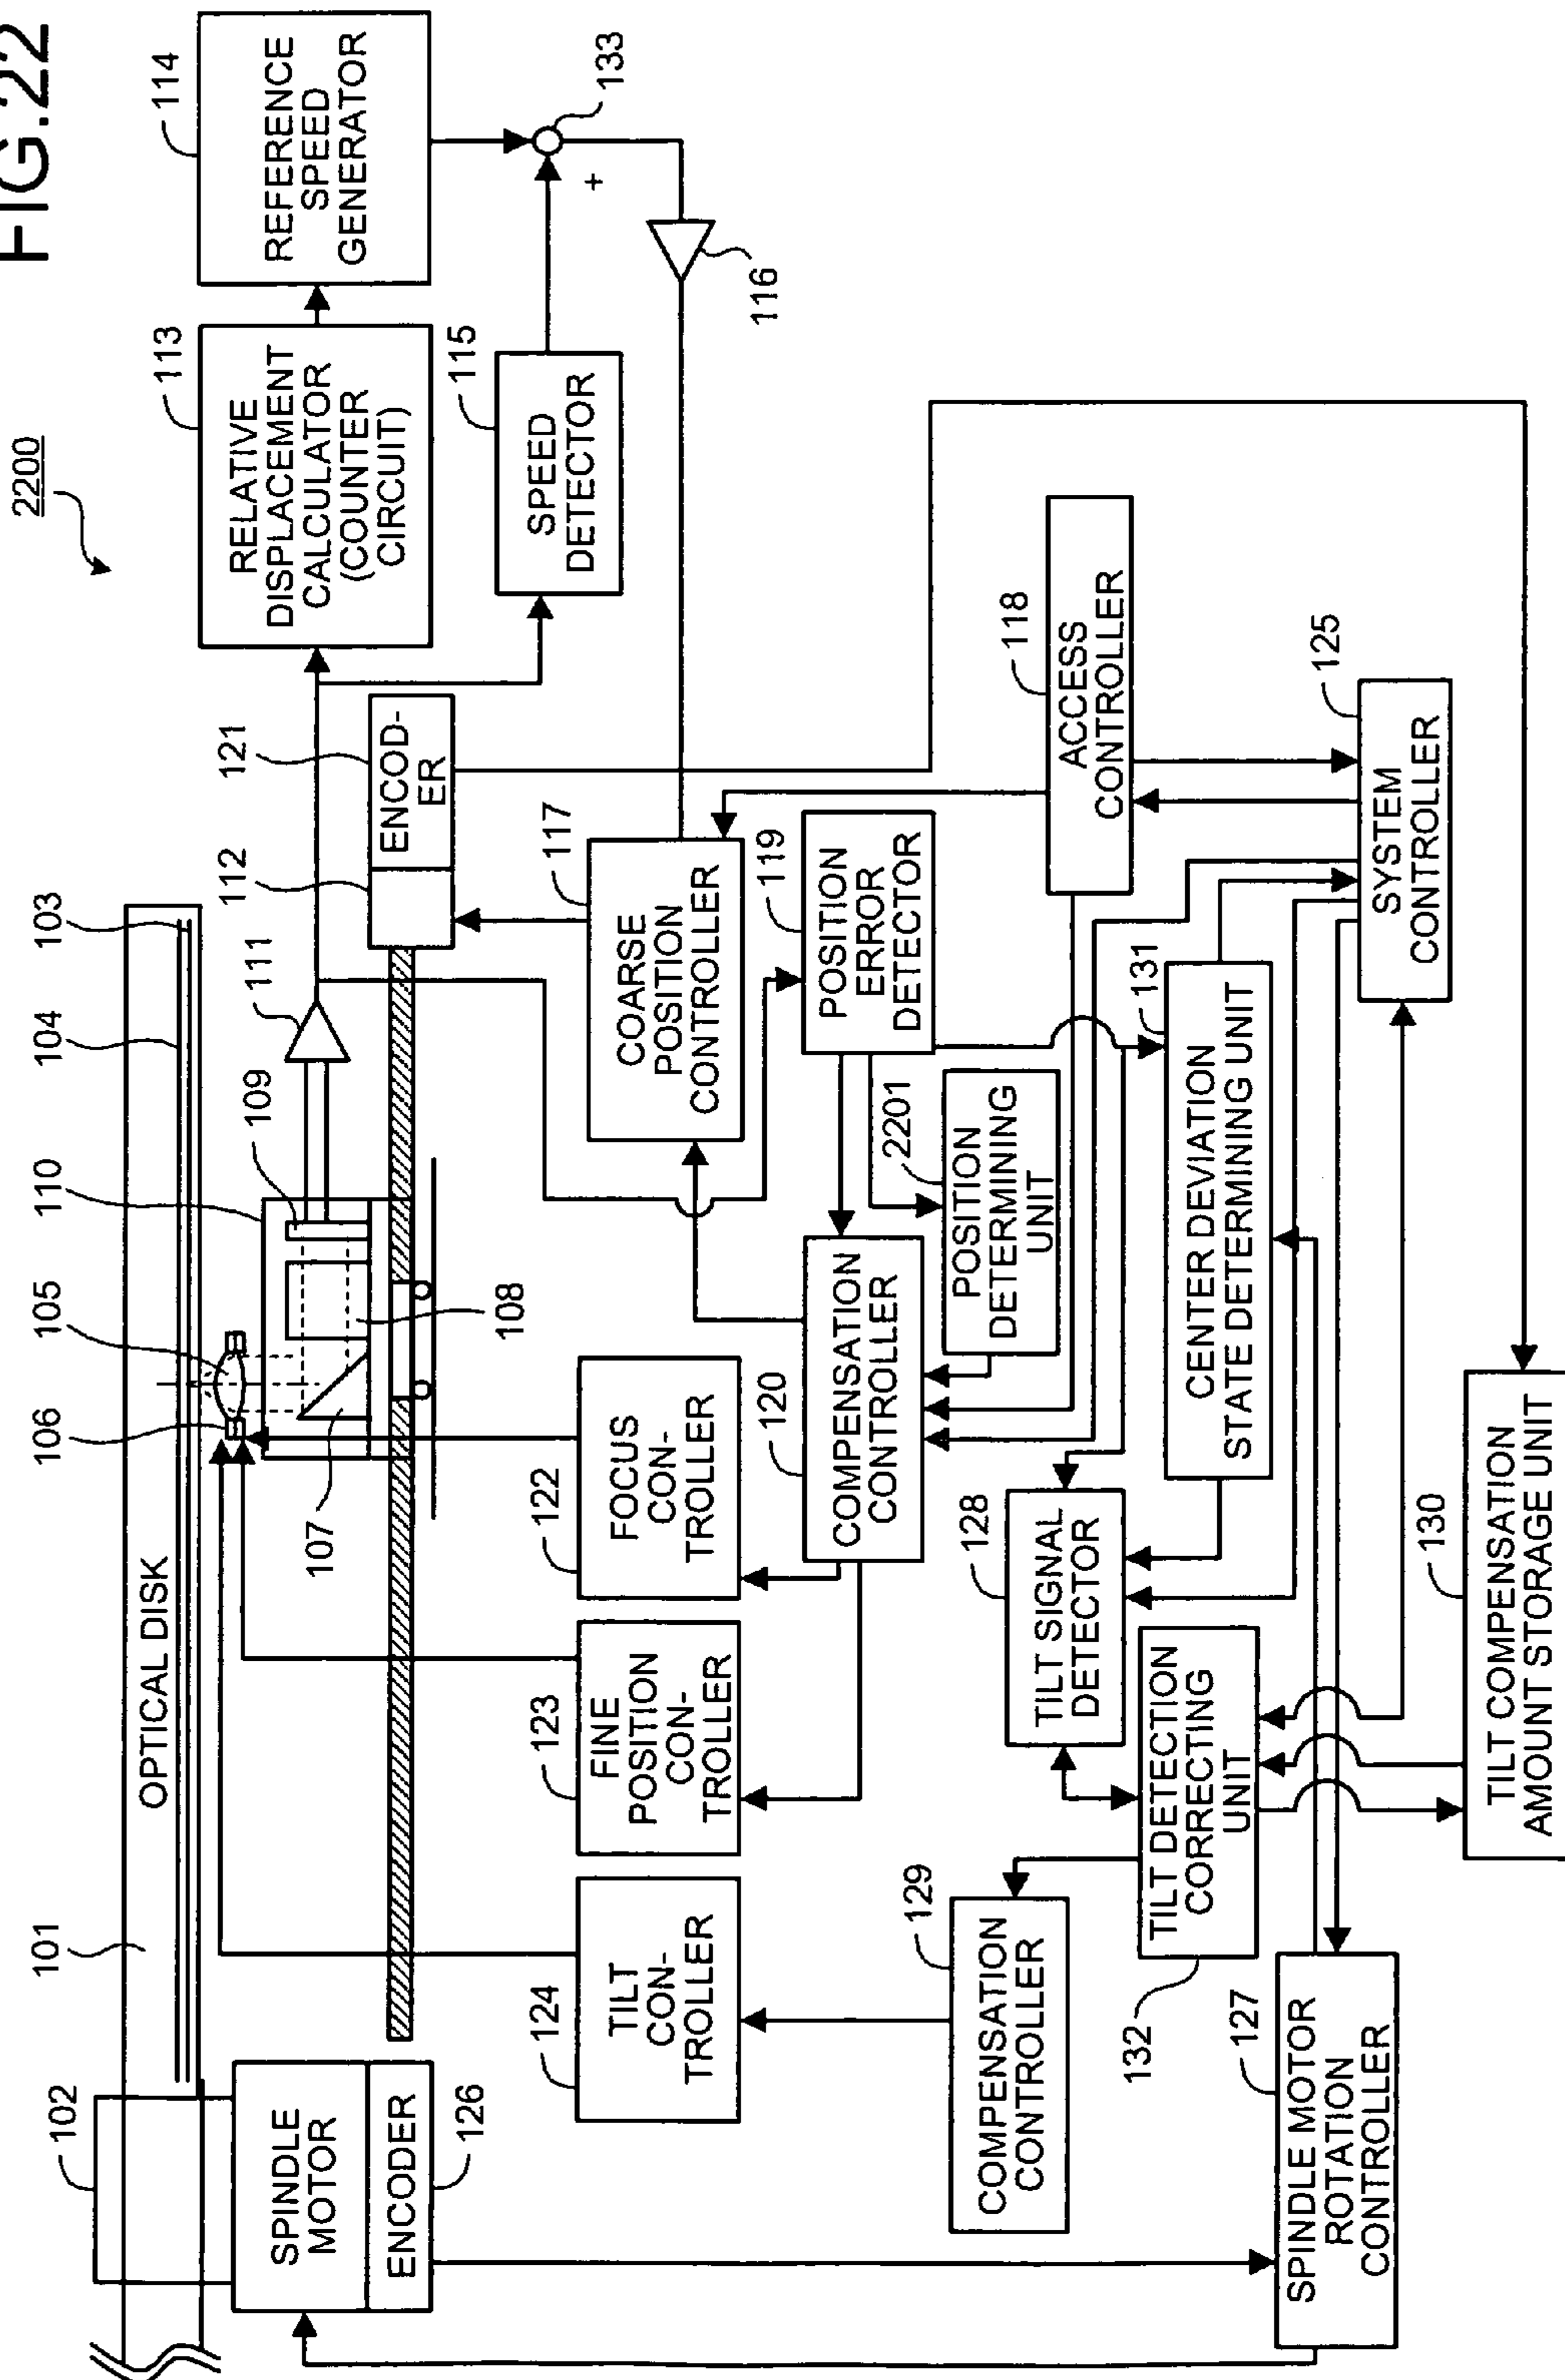 FIG.22
2200
102
101
OPTICAL DISK
106
105
110
104
103
109
111
112
121
113
114
RELATIVE
DISPLACEMENT
CALCULATOR
(COUNTER
CIRCUIT)
REFERENCE
SPEED
GENERATOR
SPINDLE
MOTOR
ENCODER
126
107
108
ENCOD-
ER
115
SPEED
DETECTOR
+
133
116
124
TILT
CON-
TROLLER
123
FINE
POSITION
CON-
TROLLER
122
FOCUS
CON-
TROLLER
117
COARSE
POSITION
CONTROLLER
120
COMPENSATION
CONTROLLER
119
POSITION
ERROR
DETECTOR
2201
POSITION
DETERMINING
UNIT
118
ACCESS
CONTROLLER
129
COMPENSATION
CONTROLLER
128
TILT SIGNAL
DETECTOR
132
TILT DETECTION
CORRECTING
UNIT
131
CENTER DEVIATION
STATE DETERMINING UNIT
125
SYSTEM
CONTROLLER
127
SPINDLE MOTOR
ROTATION
CONTROLLER
130
TILT COMPENSATION
AMOUNT STORAGE UNIT